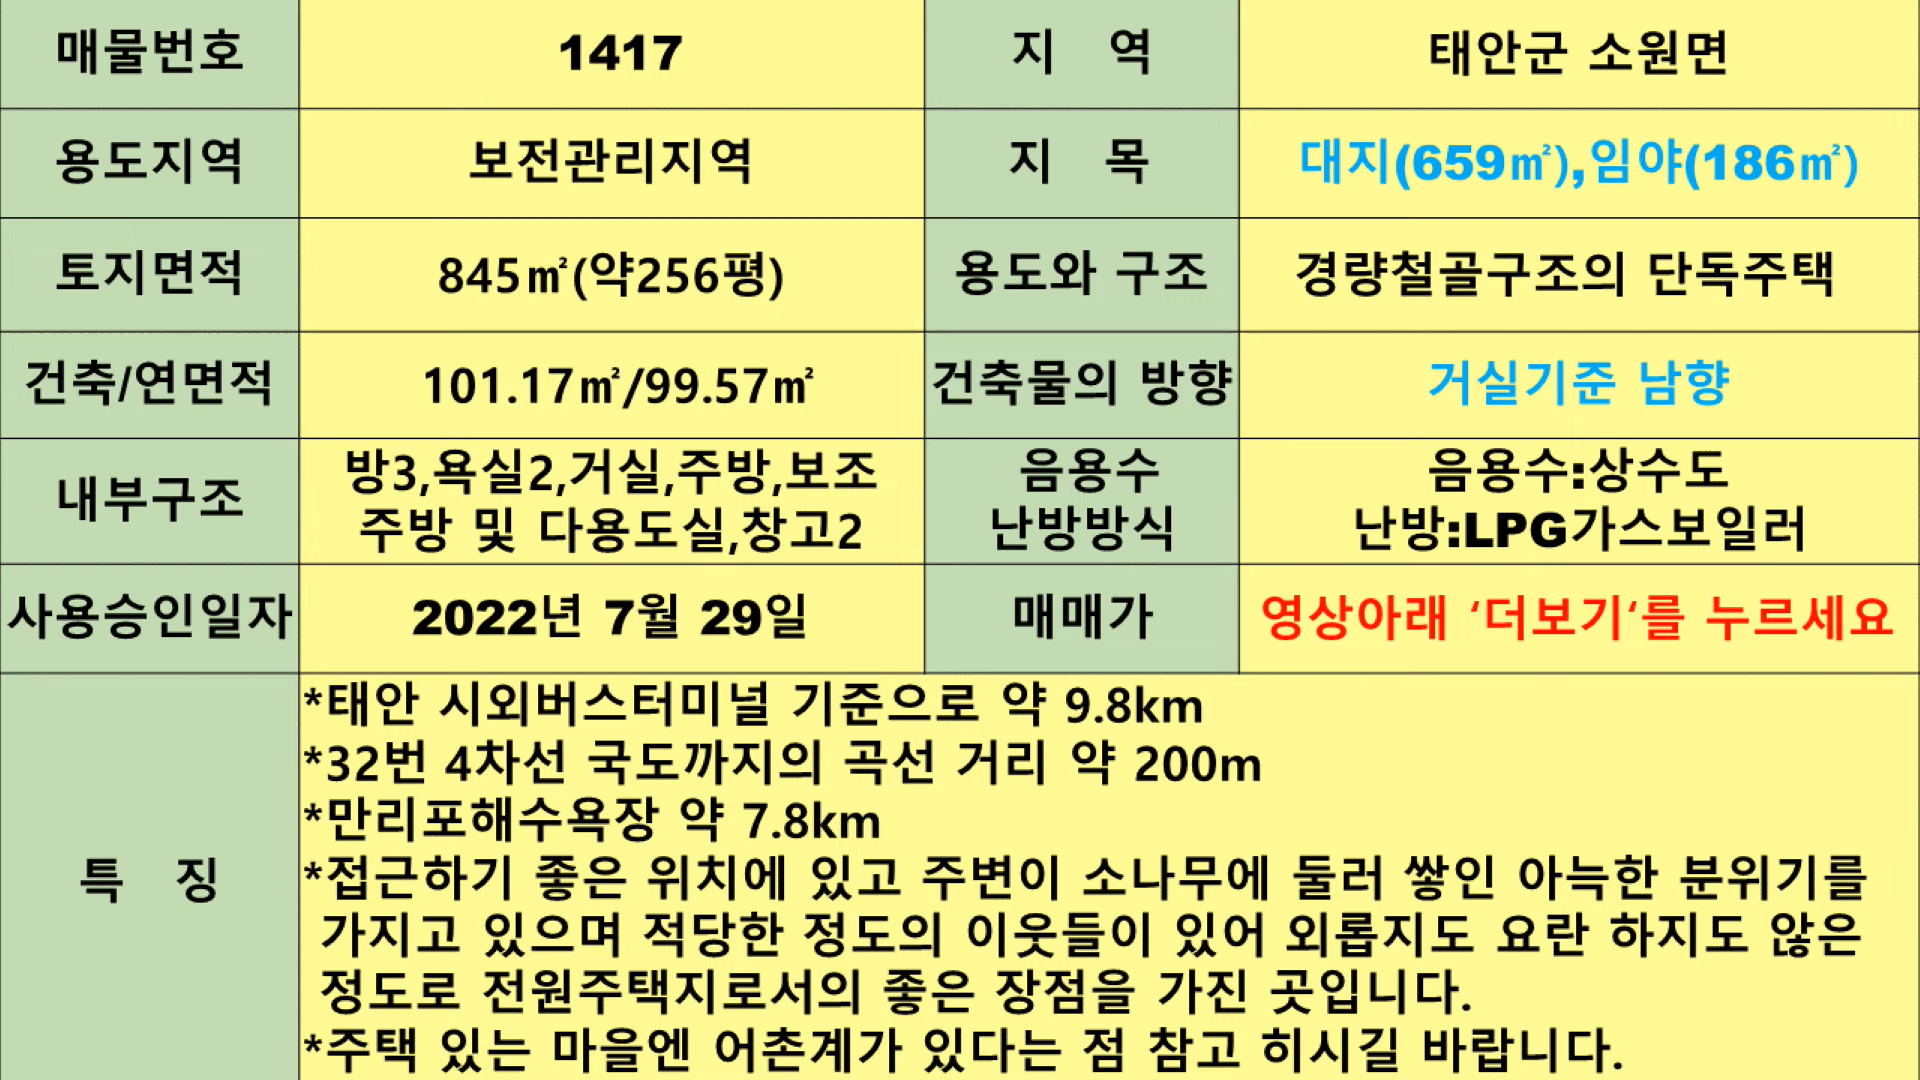 매물번호 1417 지 역 태안군 소원면
용도지역 보전관리지역 지 목 대지(659㎡),임야(186㎡)
토지면적 845㎡(약256평) 용도와 구조 경량철골구조의 단독주택
건축/연면적 101.17㎡/99.57㎡ 건축물의 방향 거실기준 남향
내부구조 방3,욕실2,거실,주방,보조
주방 및 다용도실,창고2
음용수
난방방식
음용수:상수도
난방:LPG가스보일러
사용승인일자 2022년 7월 29일 매매가 영상아래 ‘더보기‘를 누르세요
특 징
*태안 시외버스터미널 기준으로 약 9.8km
*32번 4차선 국도까지의 곡선 거리 약 200m
*만리포해수욕장 약 7.8km
*접근하기 좋은 위치에 있고 주변이 소나무에 둘러 쌓인 아늑한 분위기를
가지고 있으며 적당한 정도의 이웃들이 있어 외롭지도 요란 하지도 않은
정도로 전원주택지로서의 좋은 장점을 가진 곳입니다.
*주택 있는 마을엔 어촌계가 있다는 점 참고 히시길 바랍니다.